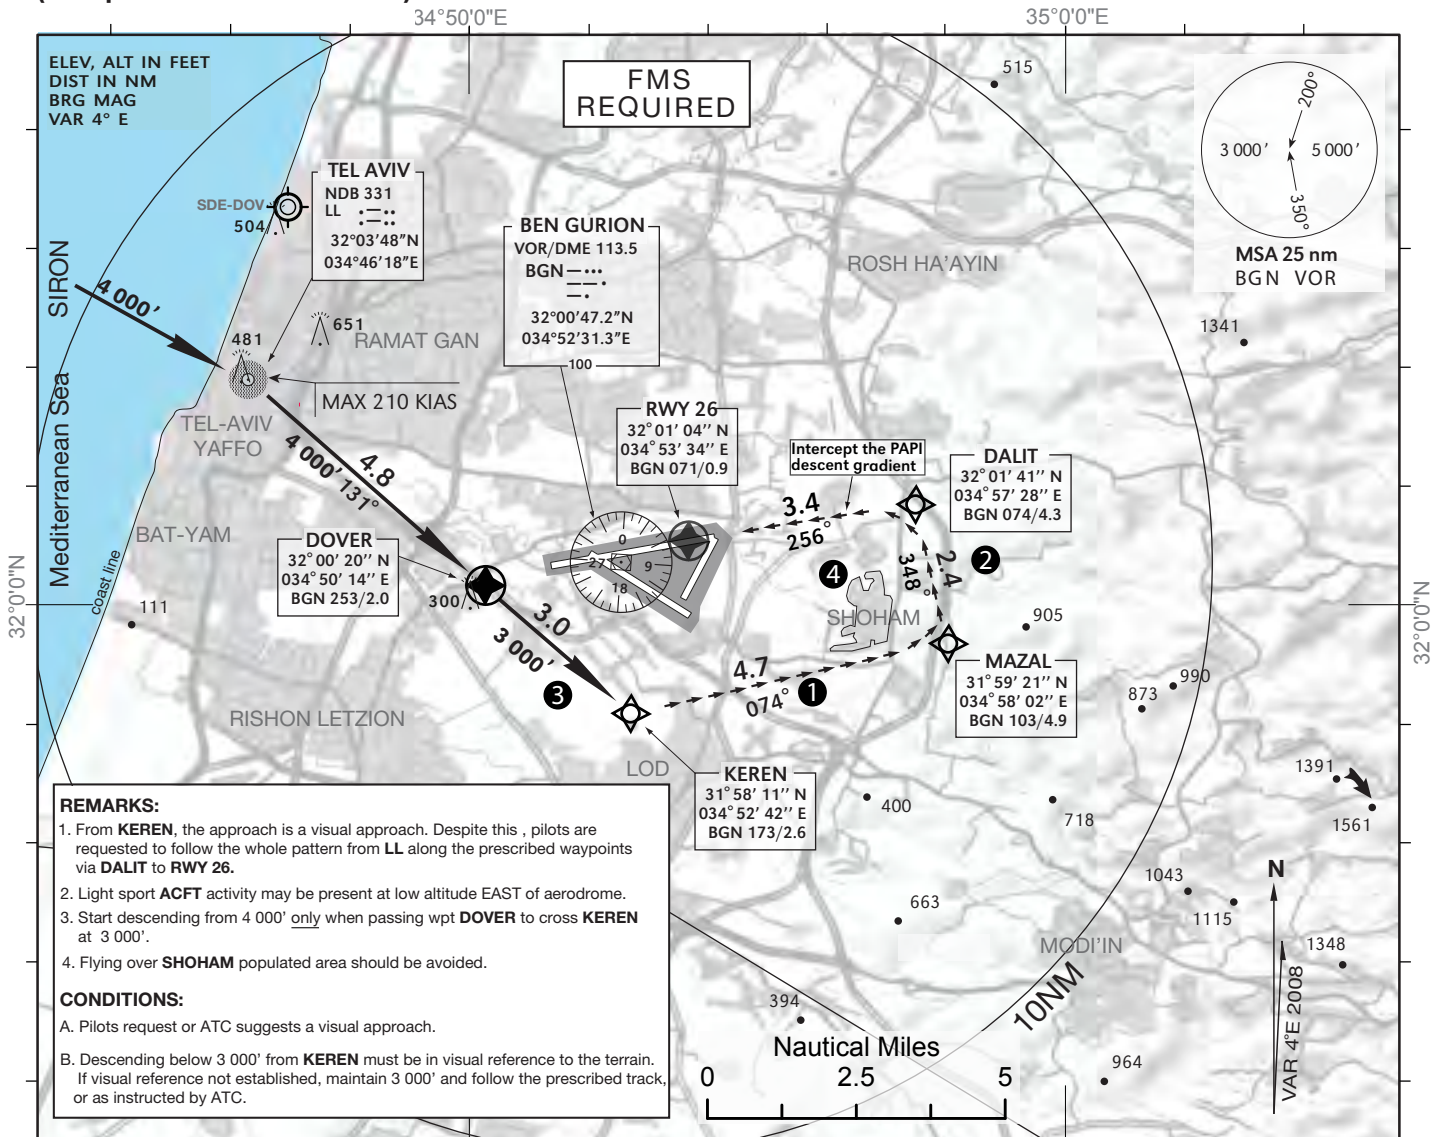 34°50'0"E
35°0'0"E
ELEV, ALT IN FEET
DIST IN NM
BRG MAG
VAR 4° E
FMS
REQUIRED
515
200°
3 000'
5 000'
350°
MSA 25 nm
BGN VOR
TEL AVIV
NDB 331
LL
32°03'48"N
034°46'18"E
SDE-DOV
504
BEN GURION
VOR/DME 113.5
BGN
32°00'47.2"N
034°52'31.3"E
100
ROSH HA'AYIN
SIRON
4 000'
481
651
RAMAT GAN
1341
MAX 210 KIAS
TEL-AVIV
YAFFO
Mediterranean Sea
4.8
4 000' 131°
RWY 26
32°01'04'' N
034°53'34'' E
BGN 071/0.9
Intercept the PAPI
descent gradient
DALIT
32°01'41'' N
034°57'28'' E
BGN 074/4.3
3.4
256°
BAT-YAM
DOVER
32°00'20'' N
034°50'14'' E
BGN 253/2.0
0
27
9
18
4
348°
2.4
2
coast line
32°0'0"N
32°0'0"N
111
300
3.0
3 000'
SHOHAM
905
4.7
074°
1
3
MAZAL
31°59'21'' N
034°58'02'' E
BGN 103/4.9
990
873
RISHON LETZION
LOD
KEREN
31°58'11'' N
034°52'42'' E
BGN 173/2.6
400
718
1391
1561
REMARKS:
1. From KEREN, the approach is a visual approach. Despite this , pilots are
requested to follow the whole pattern from LL along the prescribed waypoints
via DALIT to RWY 26.
2. Light sport ACFT activity may be present at low altitude EAST of aerodrome.
3. Start descending from 4 000' only when passing wpt DOVER to cross KEREN
at 3 000'.
4. Flying over SHOHAM populated area should be avoided.
CONDITIONS:
A. Pilots request or ATC suggests a visual approach.
B. Descending below 3 000' from KEREN must be in visual reference to the terrain.
If visual reference not established, maintain 3 000' and follow the prescribed track,
or as instructed by ATC.
1043
1115
663
MODI'IN
1348
N
VAR 4°E 2008
10NM
394
964
Nautical Miles
0
2.5
5